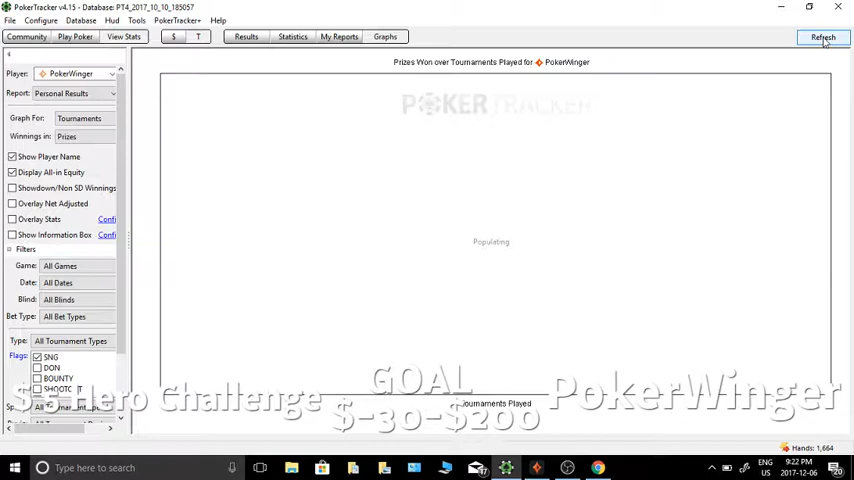 PokerTracker v4.15 - Database: PT4_2017_10_10_185057
File Configure Database Hud Tools PokerTracker+ Help
Community Play Poker View Stats $ T Results Statistics My Reports Graphs Refresh
Player: PokerWinger
Report: Personal Results
Graph For: Tournaments
Winnings in: Prizes
Show Player Name
Display All-in Equity
Showdown/Non SD Winnings
Overlay Net Adjusted
Overlay Stats Confi
Show Information Box Confi
Filters
Game: All Games
Date: All Dates
Blind: All Blinds
Bet Type: All Bet Types
Type: All Tournament Types
Flags: SNG
DON
BOUNTY
Prizes Won over Tournaments Played for PokerWinger
POKERTRACKER
Populating
Tournaments Played
$ 5 Hero Challenge
GOAL
$-30-$200
PokerWinger
Hands: 1,664
Type here to search
17
ENG
US
9:22 PM
2017-12-06
20